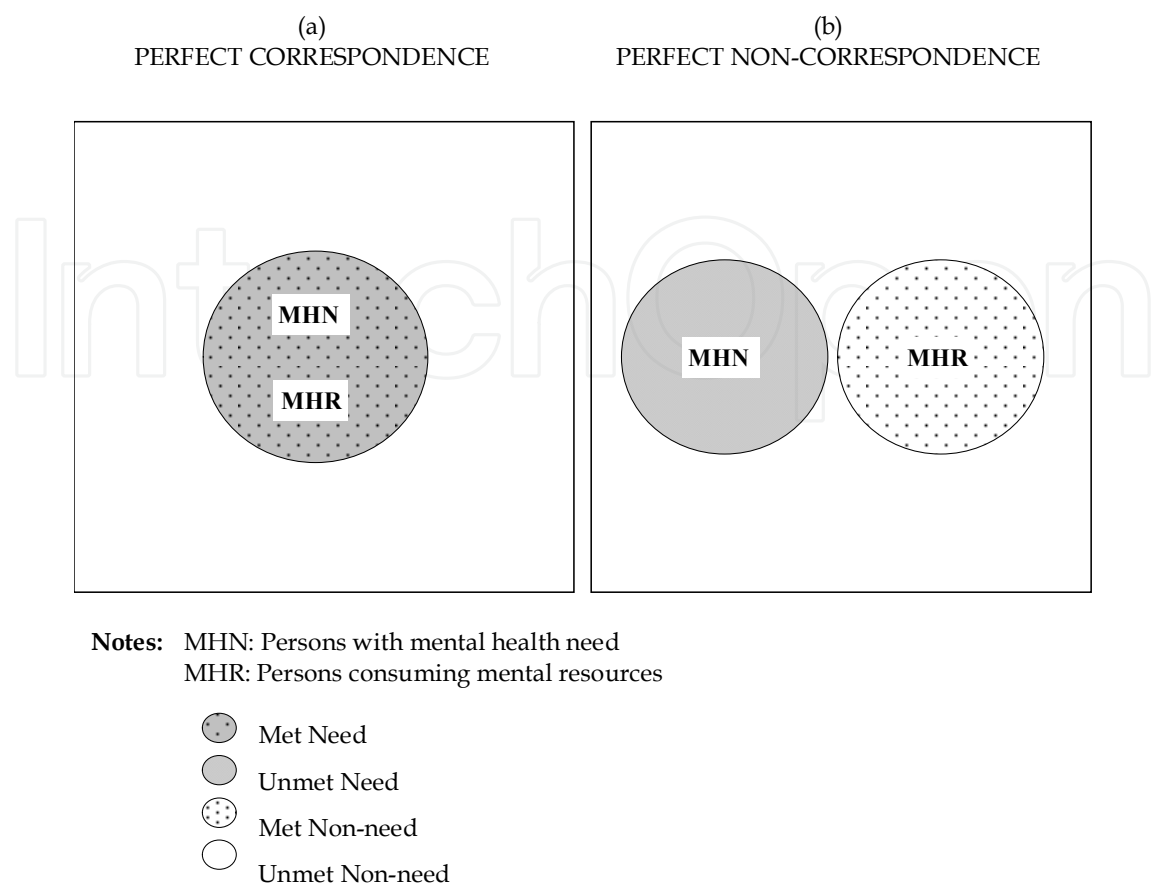 (a)
PERFECT CORRESPONDENCE
(b)
PERFECT NON-CORRESPONDENCE
IntechOpen
MHN
MHR
MHN
MHR
Notes: MHN: Persons with mental health need
MHR: Persons consuming mental resources
Met Need
Unmet Need
Met Non-need
Unmet Non-need